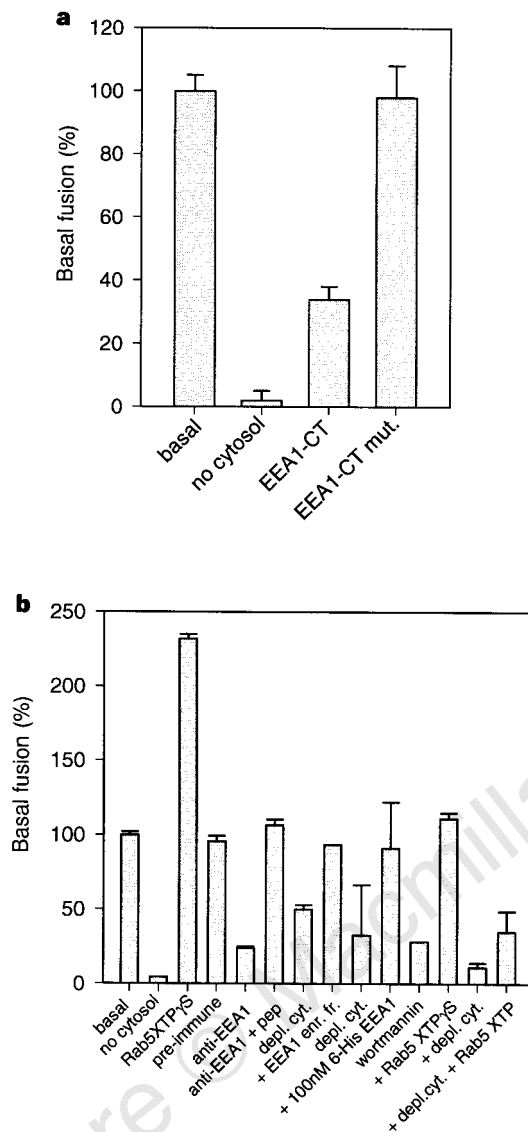 a
Basal fusion (%)
120
100
80
60
40
20
0
basal
no cytosol
EEA1-CT
EEA1-CT mut.
b
Basal fusion (%)
250
200
150
100
50
0
basal
no cytosol
Rab5XTPγS
pre-immune
anti-EEA1
anti-EEA1 + pep
depl. cyt.
+ EEA1 enr. fr.
depl. cyt.
+ 100nM 6-His EEA1
wortmannin
+ Rab5 XTPγS
+ depl. cyt.
+ depl.cyt. + Rab5 XTP
re © Macmilla